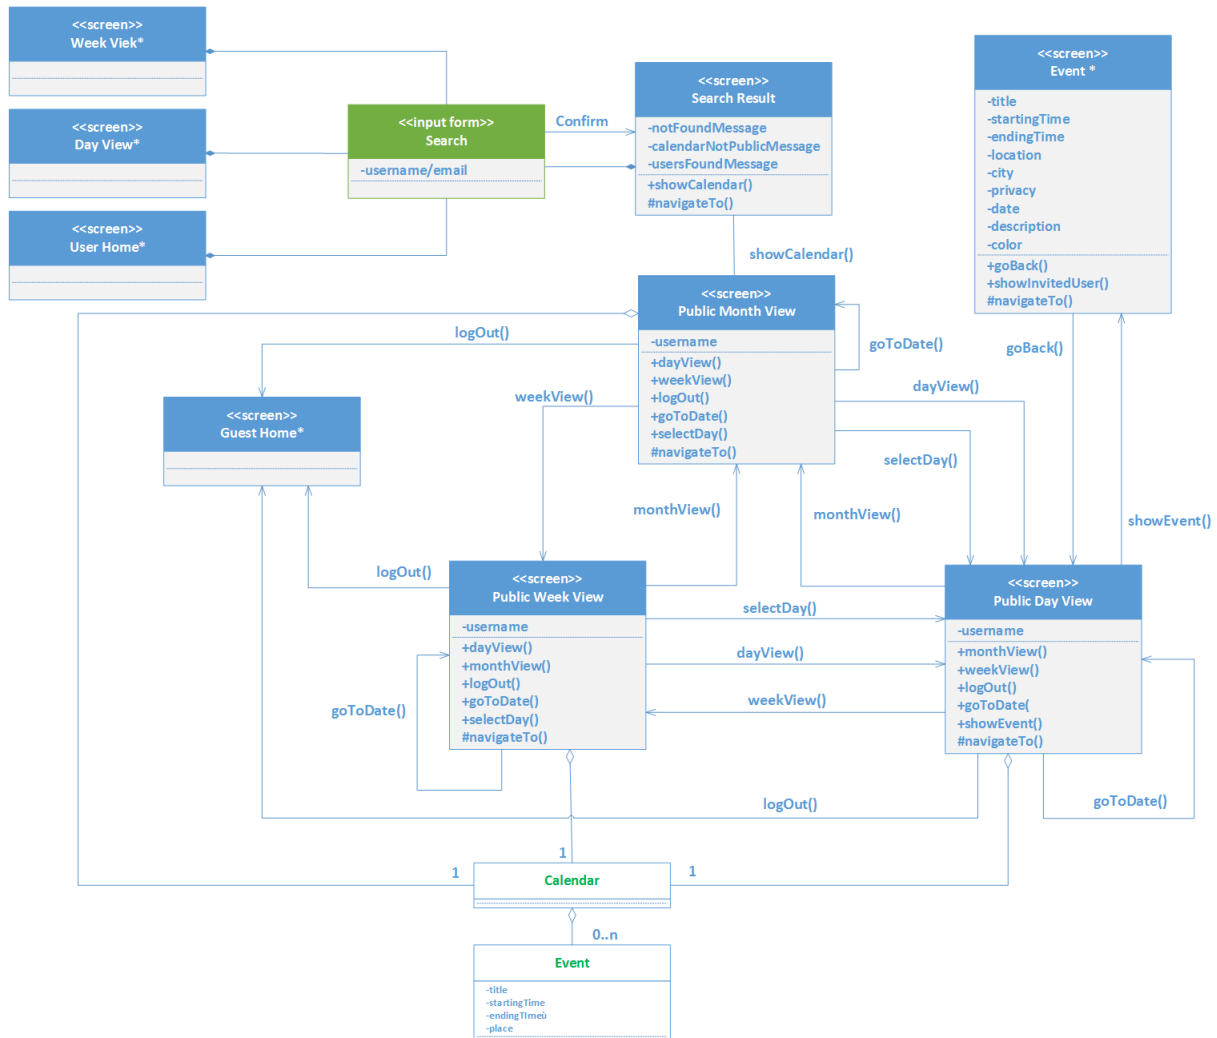 <<screen>>
Week Viek*
<<screen>>
Day View*
<<screen>>
User Home*
<<input form>>
Search
-username/email
Confirm
<<screen>>
Search Result
-notFoundMessage
-calendarNotPublicMessage
-usersFoundMessage
+showCalendar()
#navigateTo()
<<screen>>
Event *
-title
-startingTime
-endingTime
-location
-city
-privacy
-date
-description
-color
+goBack()
+showInvitedUser()
#navigateTo()
showCalendar()
<<screen>>
Public Month View
-username
+dayView()
+weekView()
+logOut()
+goToDate()
+selectDay()
#navigateTo()
logOut()
goToDate()
goBack()
weekView()
dayView()
<<screen>>
Guest Home*
selectDay()
monthView()
monthView()
showEvent()
logOut()
<<screen>>
Public Week View
-username
+dayView()
+monthView()
+logOut()
+goToDate()
+selectDay()
#navigateTo()
selectDay()
dayView()
weekView()
<<screen>>
Public Day View
-username
+monthView()
+weekView()
+logOut()
+goToDate(
+showEvent()
#navigateTo()
goToDate()
logOut()
goToDate()
1
1
1
Calendar
0..n
Event
-title
-startingTime
-endingTImeù
-place